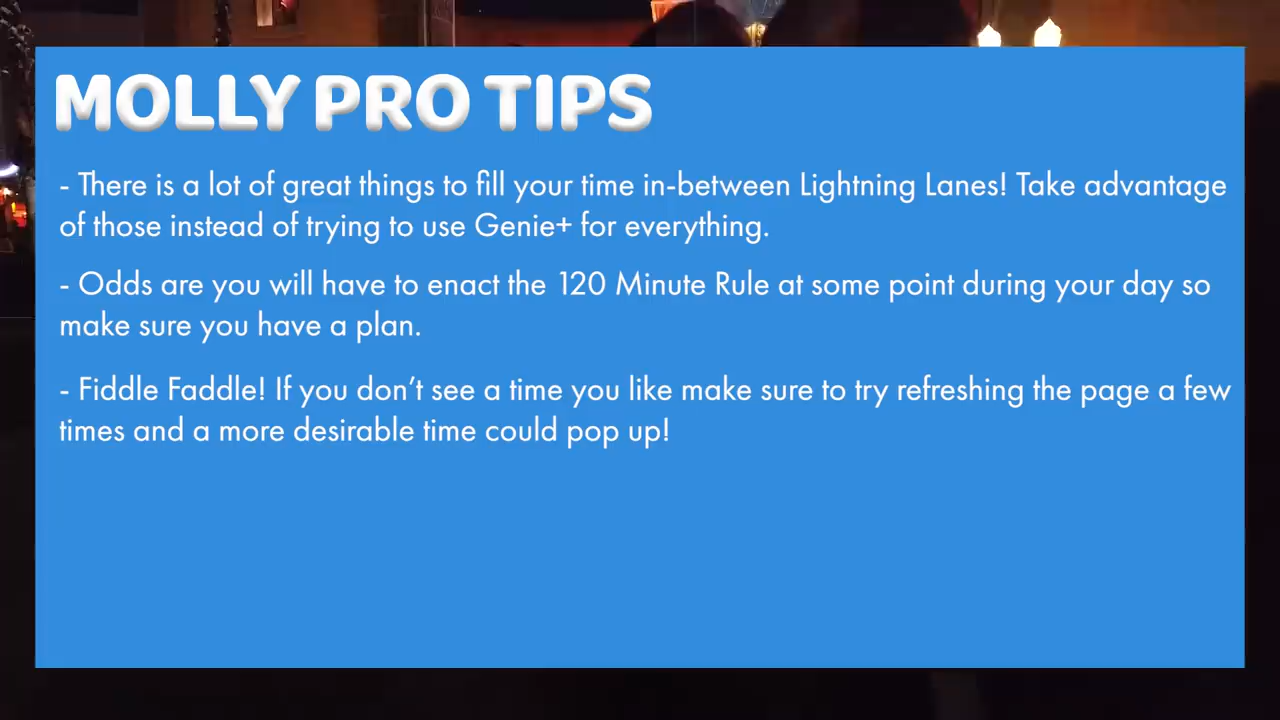 MOLLY PRO TIPS
- There is a lot of great things to fill your time in-between Lightning Lanes! Take advantage
of those instead of trying to use Genie+ for everything.
- Odds are you will have to enact the 120 Minute Rule at some point during your day so
make sure you have a plan.
- Fiddle Faddle! If you don’t see a time you like make sure to try refreshing the page a few
times and a more desirable time could pop up!